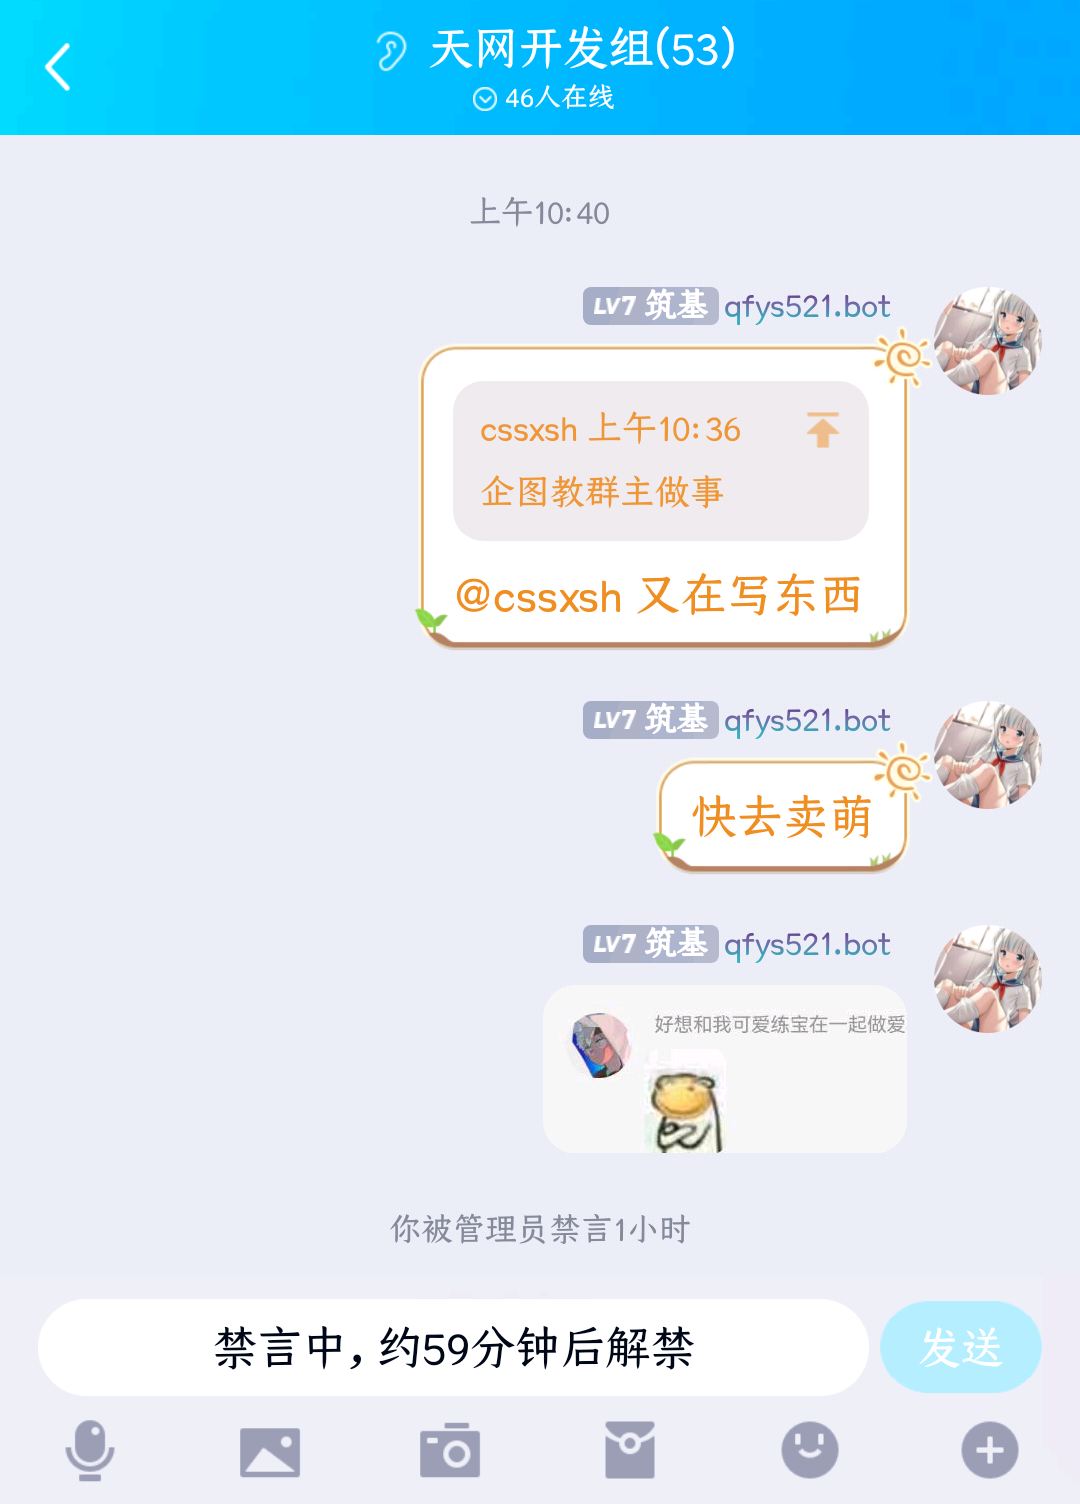 天网开发组(53)
46人在线
上午10:40
LV7 筑基 qfys521.bot
cssxsh 上午10:36
企图教群主做事
@cssxsh 又在写东西
LV7 筑基 qfys521.bot
快去卖萌
LV7 筑基 qfys521.bot
好想和我可爱练宝在一起做爱
你被管理员禁言1小时
禁言中，约59分钟后解禁
发送